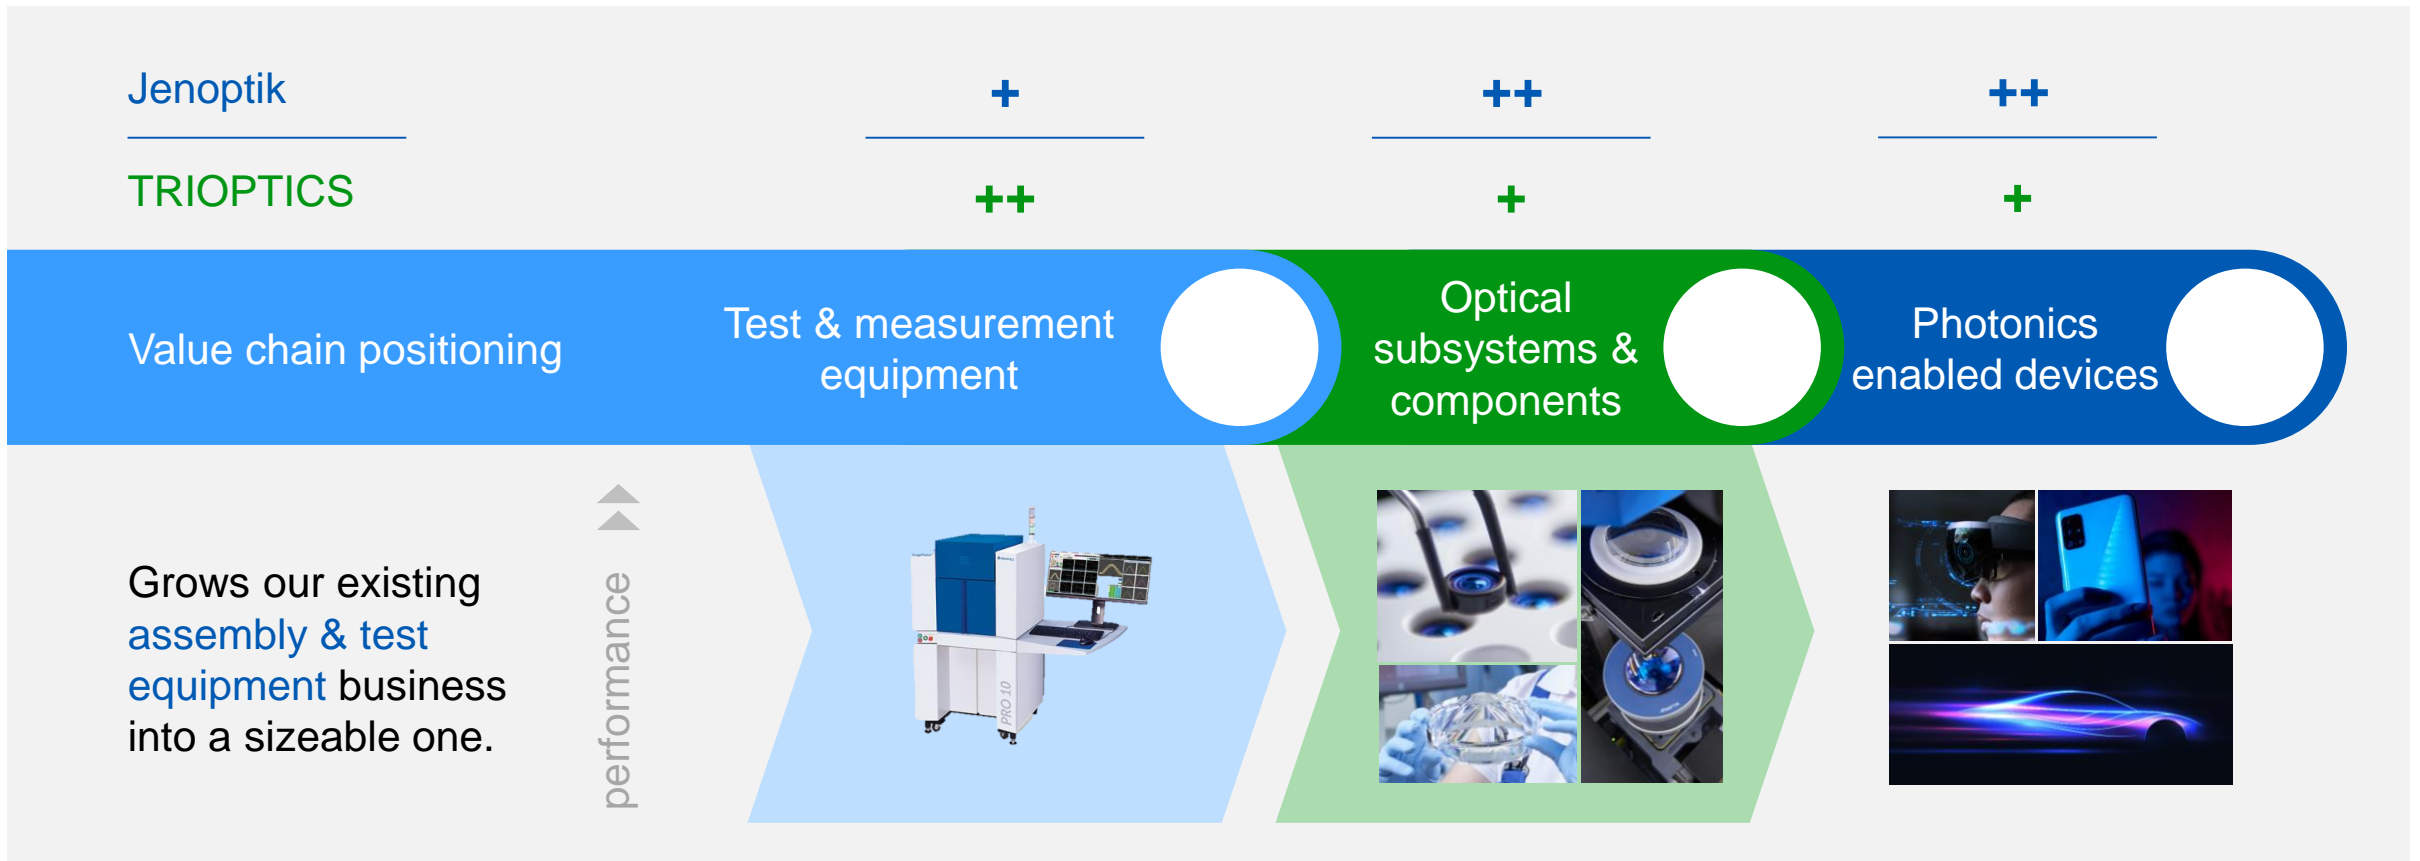 Jenoptik + ++ ++
TRIOPTICS ++ + +
Value chain positioning
Test & measurement
equipment
Optical
subsystems &
components
Photonics
enabled devices
Grows our existing
assembly & test
equipment business
into a sizeable one.
performance
PRO 10